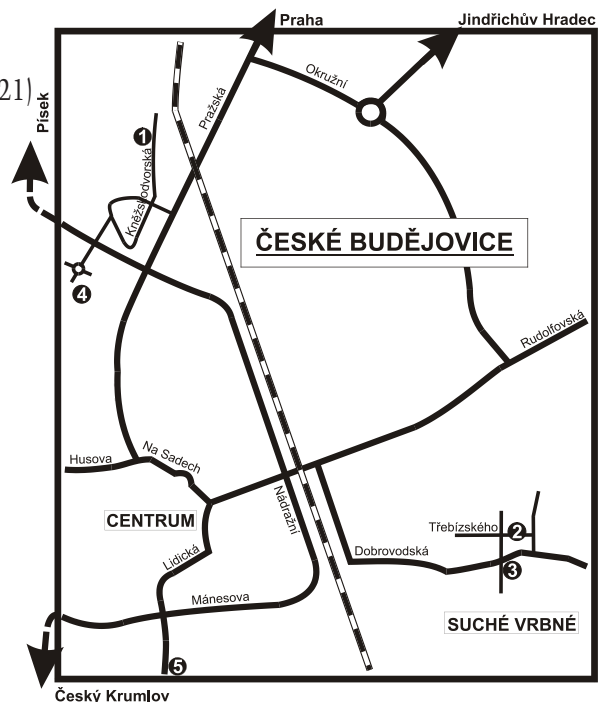 Praha
Jindřichův Hradec
21)
Písek
Okružní
Pražská
1
Kněžskodvorská
ČESKÉ BUDĚJOVICE
4
Rudolfovská
Husova
Na Sadech
Nádražní
CENTRUM
Třebízského
2
Lidická
Dobrovodská
3
Mánesova
SUCHÉ VRBNÉ
5
Český Krumlov